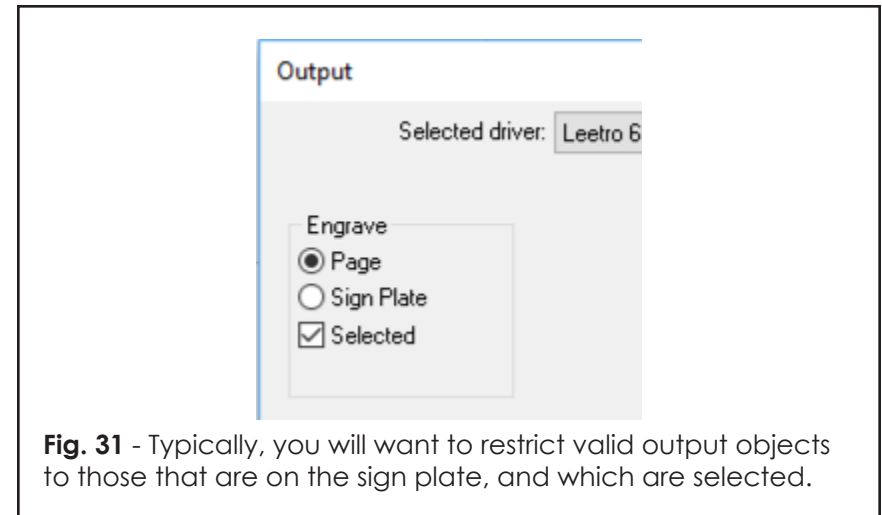 Output
Selected driver: Leetro 6
Engrave
Page
Sign Plate
Selected
Fig. 31 - Typically, you will want to restrict valid output objects
to those that are on the sign plate, and which are selected.